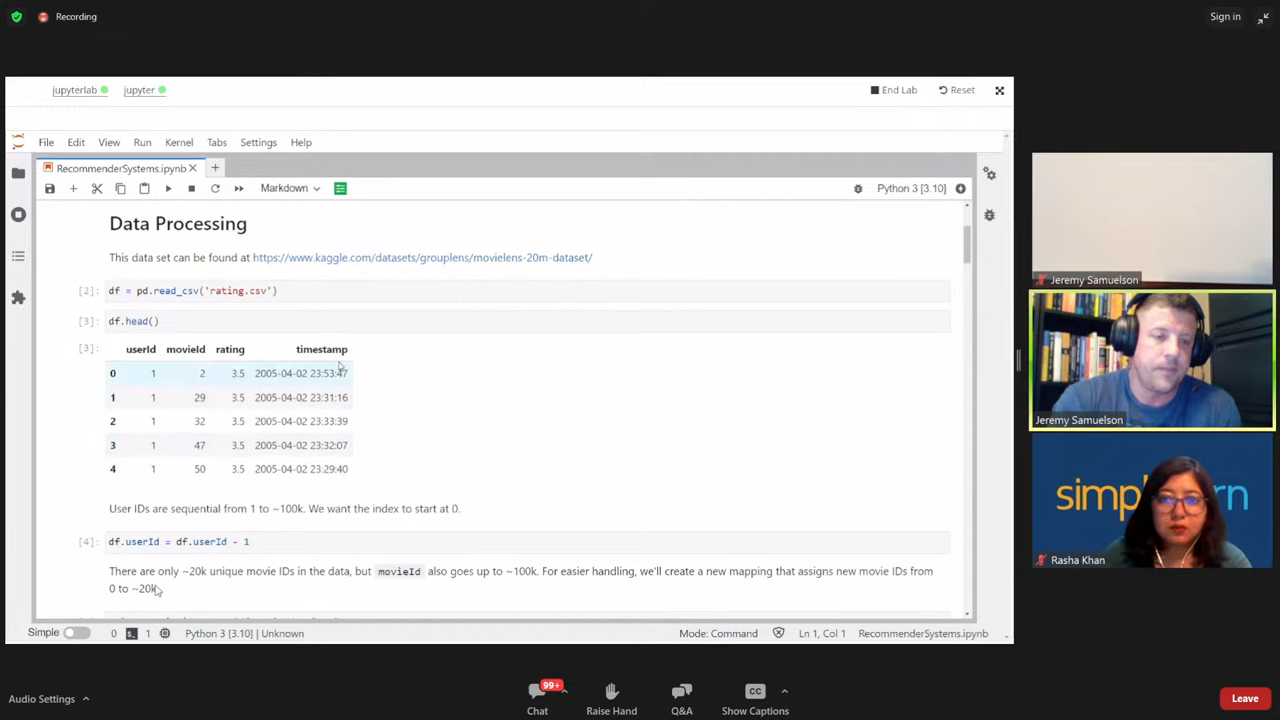 Recording
Sign in
jupyterlab
jupyter
End Lab
Reset
File Edit View Run Kernel Tabs Settings Help
RecommenderSystems.ipynb
Markdown
Python 3 [3.10]
Data Processing
This data set can be found at https://www.kaggle.com/datasets/grouplens/movielens-20m-dataset/
[2]: df = pd.read_csv('rating.csv')
[3]: df.head()
[3]: userId movieId rating timestamp
0 1 2 3.5 2005-04-02 23:53:47
1 1 29 3.5 2005-04-02 23:31:16
2 1 32 3.5 2005-04-02 23:33:39
3 1 47 3.5 2005-04-02 23:32:07
4 1 50 3.5 2005-04-02 23:29:40
User IDs are sequential from 1 to ~100k. We want the index to start at 0.
[4]: df.userId = df.userId - 1
There are only ~20k unique movie IDs in the data, but movieId also goes up to ~100k. For easier handling, we'll create a new mapping that assigns new movie IDs from
0 to ~20k.
Simple 0 1 Python 3 [3.10] | Unknown Mode: Command Ln 1, Col 1 RecommenderSystems.ipynb
Jeremy Samuelson
Jeremy Samuelson
Rasha Khan
Audio Settings
99+
Chat
Raise Hand
Q&A
CC
Show Captions
Leave